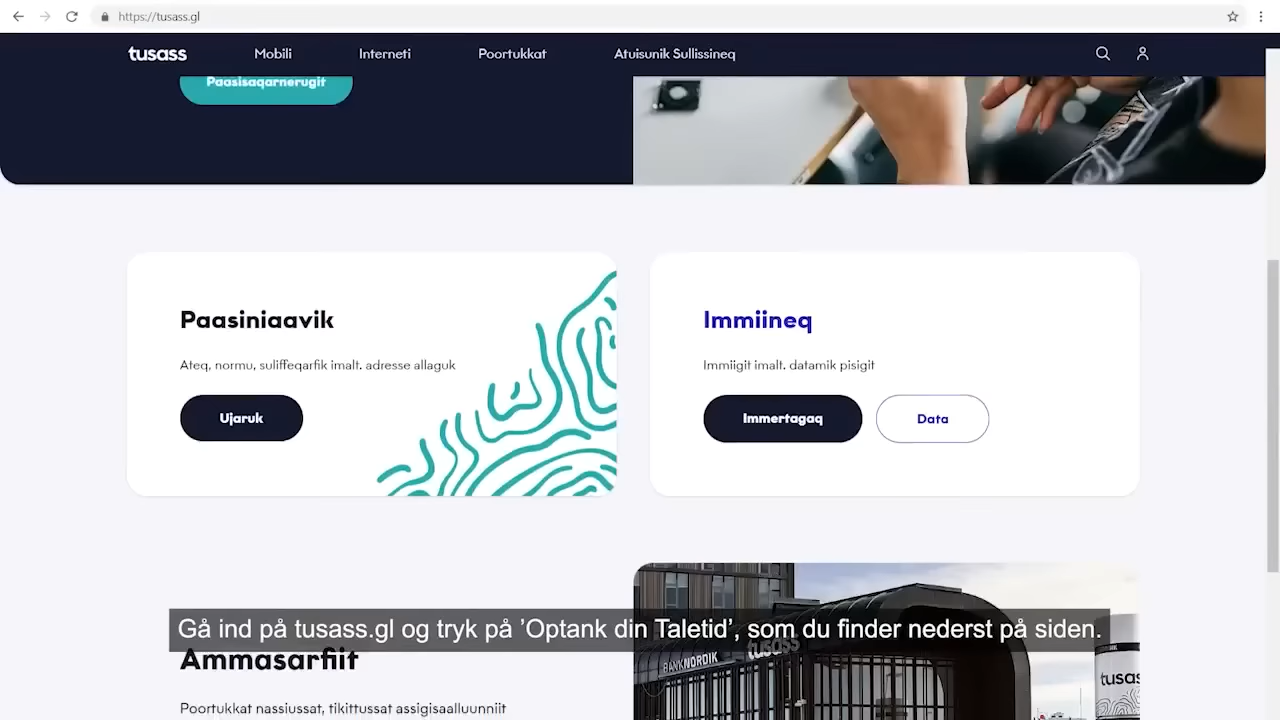 https://tusass.gl
tusass Mobili Interneti Poortukkat Atuisunik Sullissineq
Paasisaqarnerugit
Paasiniaavik
Ateq, normu, suliffeqarfik imalt. adresse allaguk
Ujaruk
Immiineq
Immiigit imalt. datamik pisigit
Immertagaq Data
Gå ind på tusass.gl og tryk på ’Optank din Taletid’, som du finder nederst på siden.
Ammasarfiit
Poortukkat nassiussat, tikittussat assigisaalluunniit
BANKNORDIK
tusass